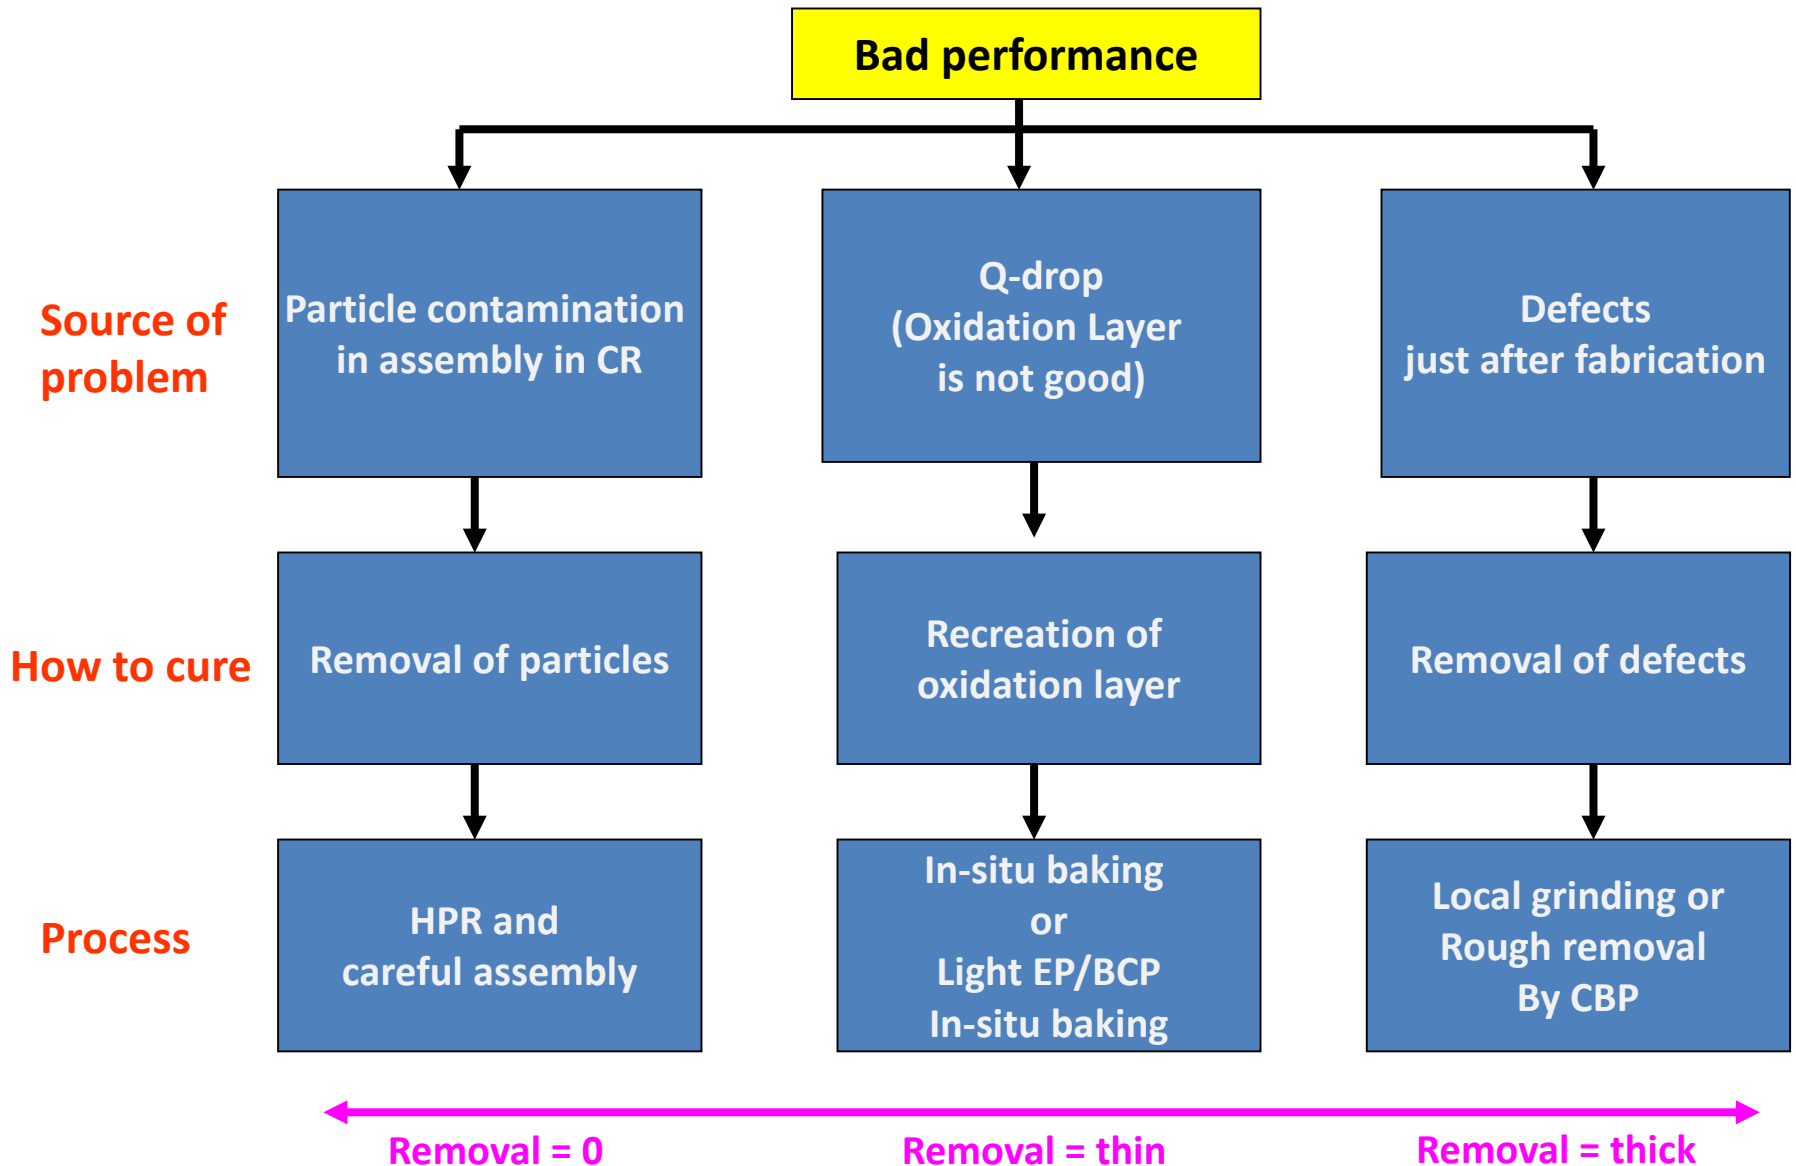 Bad performance
Source of
problem
Particle contamination
in assembly in CR
Q-drop
(Oxidation Layer
is not good)
Defects
just after fabrication
How to cure
Removal of particles
Recreation of
oxidation layer
Removal of defects
Process
HPR and
careful assembly
In-situ baking
or
Light EP/BCP
In-situ baking
Local grinding or
Rough removal
By CBP
Removal = 0
Removal = thin
Removal = thick